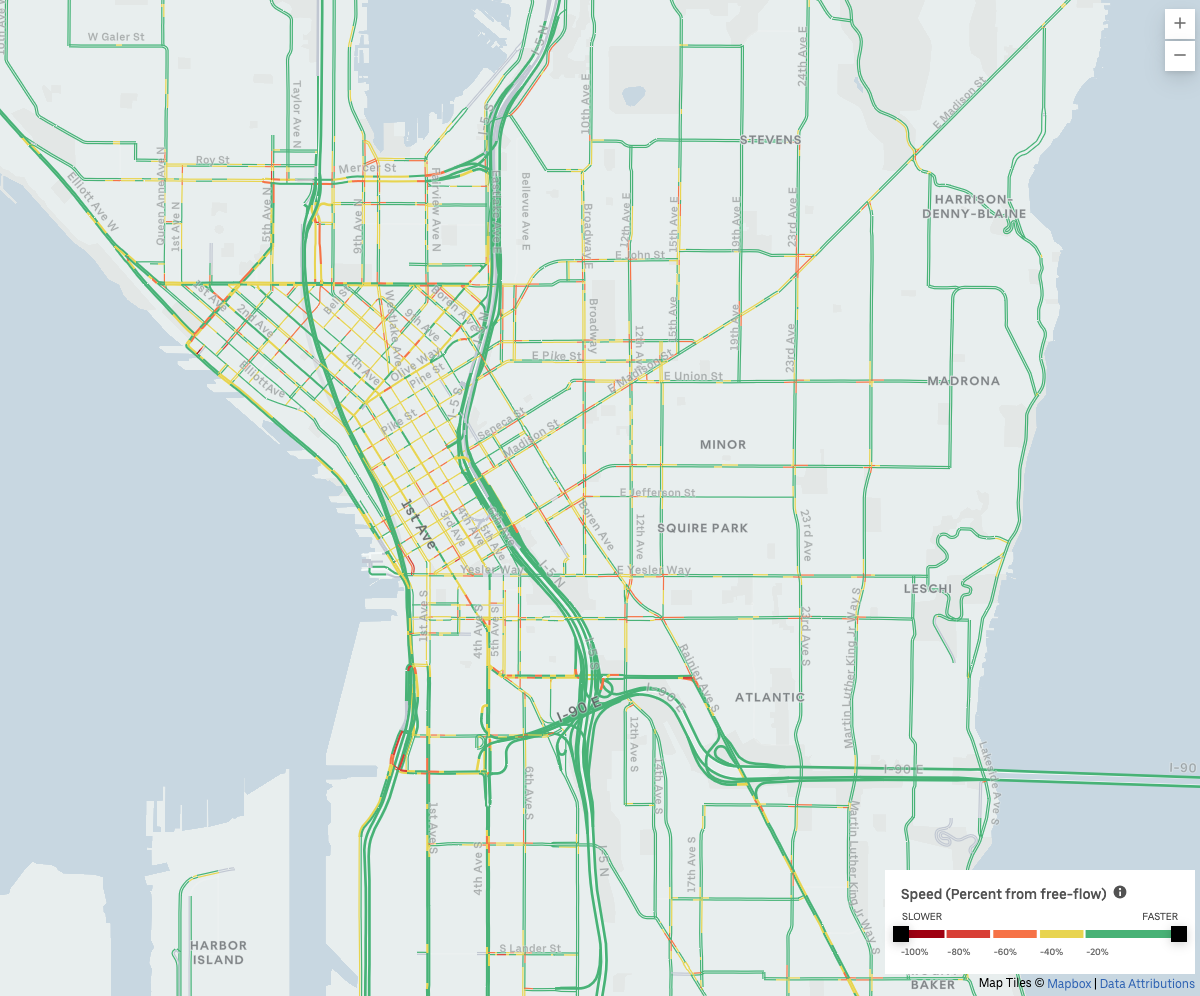 W Galer St
Taylor Ave N
I-5 N
24th Ave E
+
−
10th Ave E
E Madison St
I-5 S
STEVENS
Roy St
Mercer St
Queen Anne Ave N
Elliott Ave W
1st Ave N
5th Ave N
9th Ave N
Fairview Ave N
Bellevue Ave E
Broadway E
12th Ave E
15th Ave E
19th Ave E
23rd Ave E
HARRISON-
DENNY-BLAINE
E John St
1st Ave
2nd Ave
Bell St
Westlake Ave
9th Ave
Boren Ave
Broadway
12th Ave
15th Ave
19th Ave
23rd Ave
4th Ave
Olive Way
Pine St
Elliott Ave
E Pike St
E Madison St
E Union St
MADRONA
I-5 S
Pike St
Seneca St
Madison St
MINOR
E Jefferson St
1st Ave
3rd Ave
4th Ave
5th Ave
7th Ave
Boren Ave
12th Ave
SQUIRE PARK
23rd Ave
Yesler Way
I-5 N
E Yesler Way
LESCHI
1st Ave S
4th Ave S
5th Ave S
23rd Ave S
Martin Luther King Jr Way S
Rainier Ave S
I-90 E
I-90 E
ATLANTIC
12th Ave S
14th Ave S
6th Ave S
I-90 E
I-90
Lakeside Ave S
1st Ave S
4th Ave S
I-5 N
17th Ave S
Martin Luther King Jr Way S
HARBOR
ISLAND
S Lander St
Speed (Percent from free-flow)
SLOWER
FASTER
-100%
-80%
-60%
-40%
-20%
BAKER
Map Tiles © Mapbox | Data Attributions